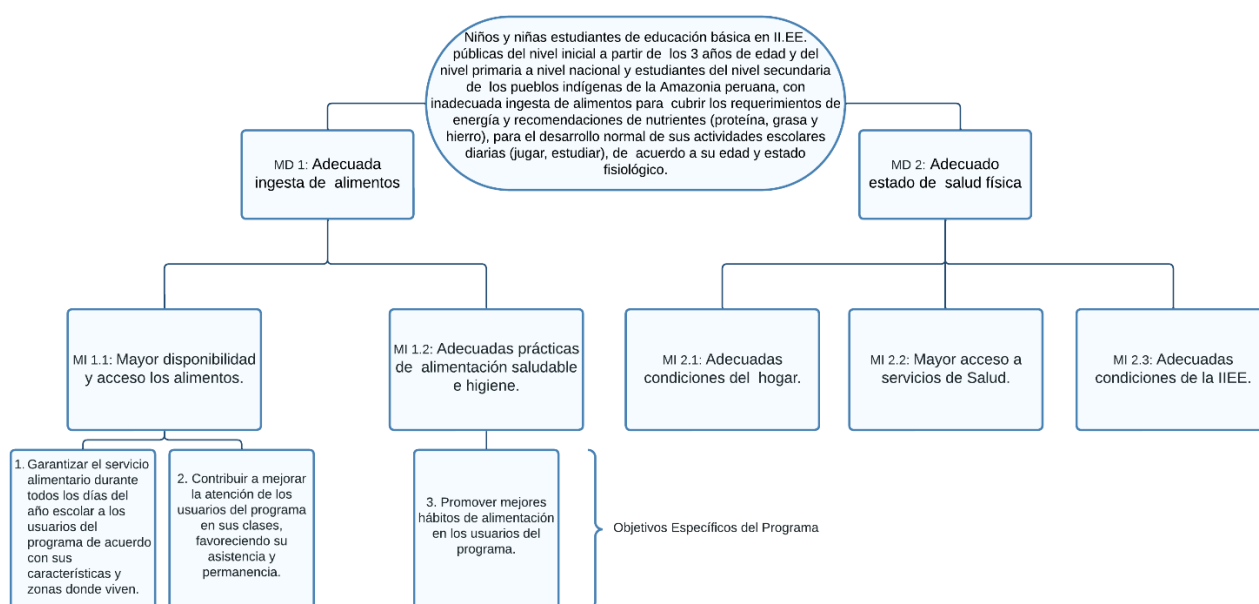 Niños y niñas estudiantes de educación básica en II.EE.
públicas del nivel inicial a partir de los 3 años de edad y del
nivel primaria a nivel nacional y estudiantes del nivel secundaria
de los pueblos indígenas de la Amazonia peruana, con
inadecuada ingesta de alimentos para cubrir los requerimientos de
energía y recomendaciones de nutrientes (proteína, grasa y
hierro), para el desarrollo normal de sus actividades escolares
diarias (jugar, estudiar), de acuerdo a su edad y estado
fisiológico.
MD 1: Adecuada
ingesta de alimentos
MD 2: Adecuado
estado de salud física
MI 1.1: Mayor disponibilidad
y acceso los alimentos.
MI 1.2: Adecuadas prácticas
de alimentación saludable
e higiene.
MI 2.1: Adecuadas
condiciones del hogar.
MI 2.2: Mayor acceso a
servicios de Salud.
MI 2.3: Adecuadas
condiciones de la IIEE.
1. Garantizar el servicio
alimentario durante
todos los días del
año escolar a los
usuarios del
programa de acuerdo
con sus
características y
zonas donde viven.
2. Contribuir a mejorar
la atención de los
usuarios del programa
en sus clases,
favoreciendo su
asistencia y
permanencia.
3. Promover mejores
hábitos de alimentación
en los usuarios del
programa.
Objetivos Específicos del Programa